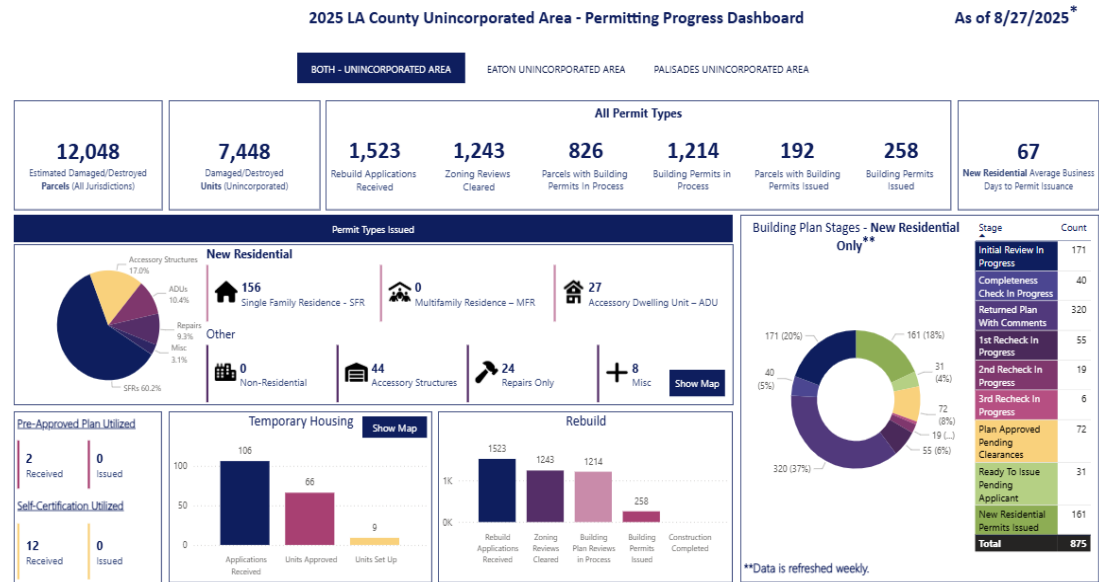 2025 LA County Unincorporated Area - Permitting Progress Dashboard
As of 8/27/2025*
BOTH - UNINCORPORATED AREA
EATON UNINCORPORATED AREA
PALISADES UNINCORPORATED AREA
12,048
Estimated Damaged/Destroyed
Parcels (All Jurisdictions)
7,448
Damaged/Destroyed
Units (Unincorporated)
All Permit Types
1,523
Rebuild Applications
Received
1,243
Zoning Reviews
Cleared
826
Parcels with Building
Permits In Process
1,214
Building Permits in
Process
192
Parcels with Building
Permits Issued
258
Building Permits
Issued
67
New Residential Average Business
Days to Permit Issuance
Permit Types Issued
Accessory Structures
17.0%
ADUs
10.4%
Repairs
9.3%
Misc
3.1%
SFRs 60.2%
New Residential
156
Single Family Residence - SFR
0
Multifamily Residence – MFR
27
Accessory Dwelling Unit – ADU
Other
0
Non-Residential
44
Accessory Structures
24
Repairs Only
8
Misc
Show Map
Pre-Approved Plan Utilized
2
Received
0
Issued
Self-Certification Utilized
12
Received
0
Issued
Temporary Housing
Show Map
100
50
0
106
66
9
Applications
Received
Units Approved
Units Set Up
Rebuild
1K
0K
1523
1243
1214
258
Rebuild
Applications
Received
Zoning
Reviews
Cleared
Building
Plan Reviews
in Process
Building
Permits
Issued
Construction
Completed
Building Plan Stages - New Residential
Only**
171 (20%)
161 (18%)
31
(4%)
72
(8%)
19 (...)
55 (6%)
320 (37%)
40
(5%)
Stage Count
Initial Review In
Progress 171
Completeness
Check In Progress 40
Returned Plan
With Comments 320
1st Recheck In
Progress 55
2nd Recheck In
Progress 19
3rd Recheck In
Progress 6
Plan Approved
Pending
Clearances 72
Ready To Issue
Pending
Applicant 31
New Residential
Permits Issued 161
Total 875
**Data is refreshed weekly.